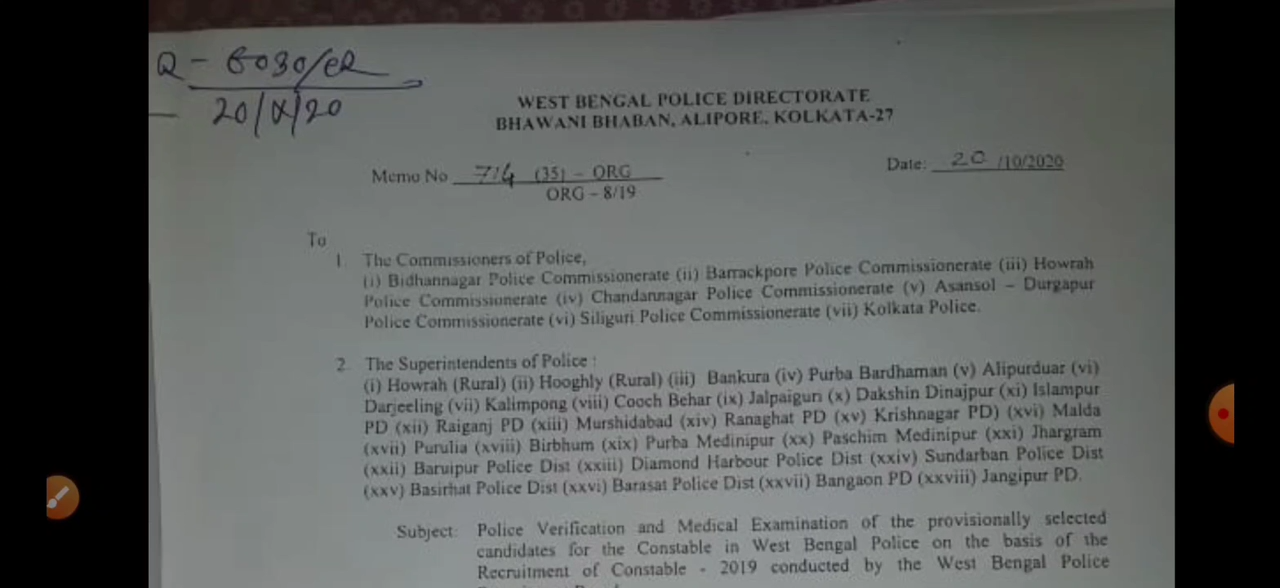 20/X/20
WEST BENGAL POLICE DIRECTORATE
BHAWANI BHABAN, ALIPORE, KOLKATA-27
Memo No 714 (35) - ORG
ORG - 8/19
Date: 20 /10/2020
To
1. The Commissioners of Police,
(i) Bidhannagar Police Commissionerate (ii) Barrackpore Police Commissionerate (iii) Howrah
Police Commissionerate (iv) Chandannagar Police Commissionerate (v) Asansol – Durgapur
Police Commissionerate (vi) Siliguri Police Commissionerate (vii) Kolkata Police.
2. The Superintendents of Police :
(i) Howrah (Rural) (ii) Hooghly (Rural) (iii) Bankura (iv) Purba Bardhaman (v) Alipurduar (vi)
Darjeeling (vii) Kalimpong (viii) Cooch Behar (ix) Jalpaiguri (x) Dakshin Dinajpur (xi) Islampur
PD (xii) Raiganj PD (xiii) Murshidabad (xiv) Ranaghat PD (xv) Krishnagar PD) (xvi) Malda
(xvii) Purulia (xviii) Birbhum (xix) Purba Medinipur (xx) Paschim Medinipur (xxi) Jhargram
(xxii) Baruipur Police Dist (xxiii) Diamond Harbour Police Dist (xxiv) Sundarban Police Dist
(xxv) Basirhat Police Dist (xxvi) Barasat Police Dist (xxvii) Bangaon PD (xxviii) Jangipur PD.
Subject: Police Verification and Medical Examination of the provisionally selected
candidates for the Constable in West Bengal Police on the basis of the
Recruitment of Constable - 2019 conducted by the West Bengal Police